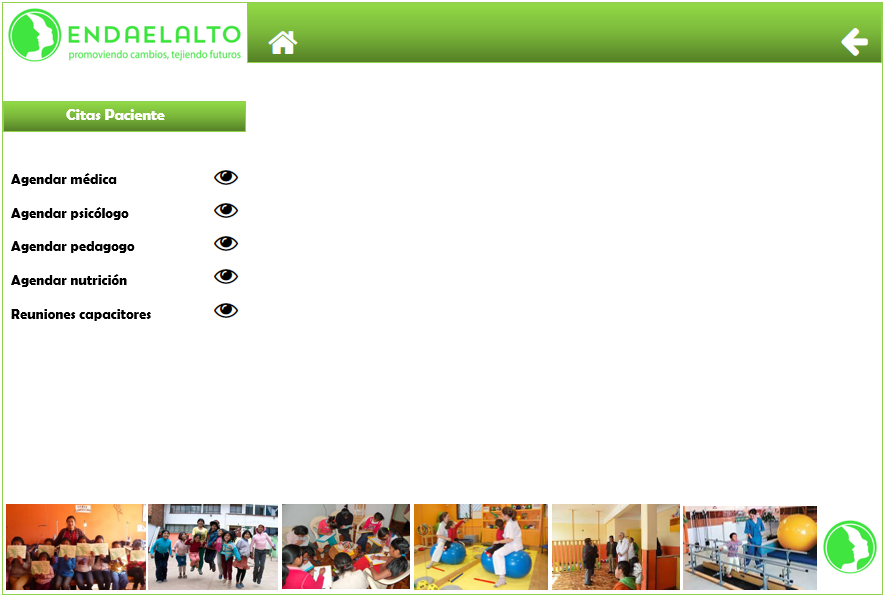 ENDAELALTO
promoviendo cambios, tejiendo futuros
Citas Paciente
Agendar médica
Agendar psicólogo
Agendar pedagogo
Agendar nutrición
Reuniones capacitores